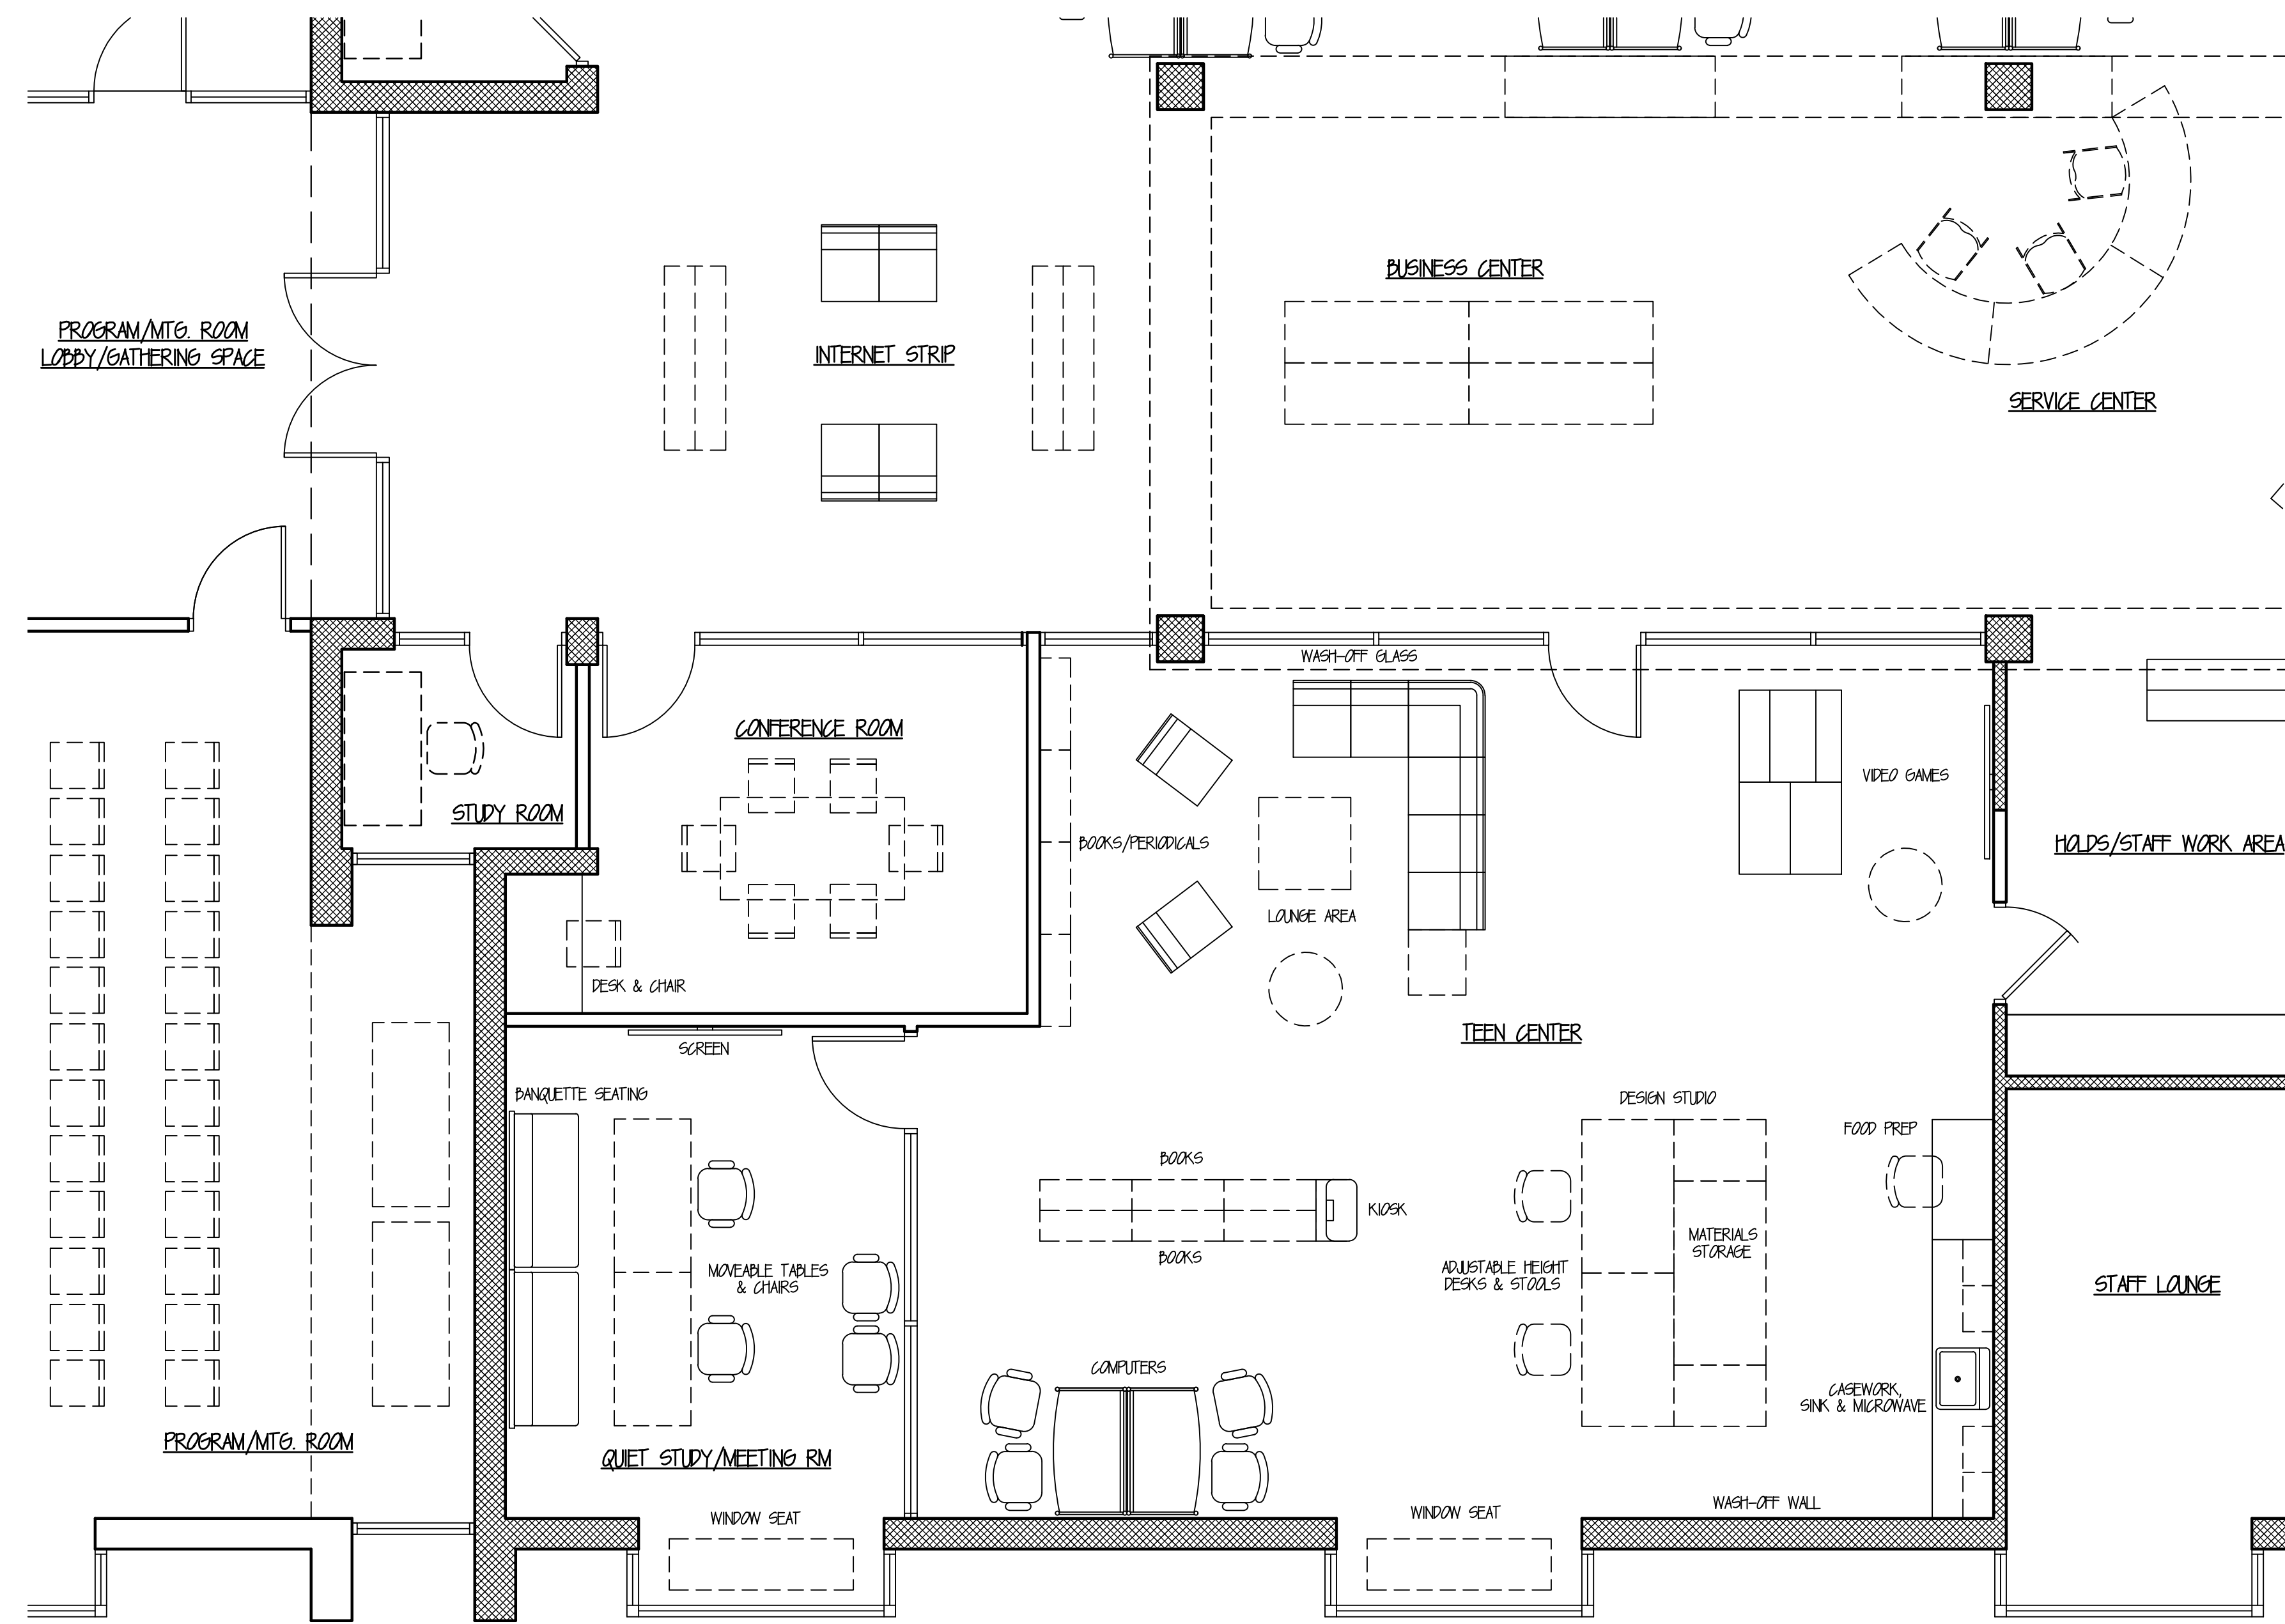 BUSINESS CENTER
PROGRAM/MTG. ROOM
LOBBY/GATHERING SPACE
INTERNET STRIP
SERVICE CENTER
WASH-OFF GLASS
CONFERENCE ROOM
VIDEO GAMES
STUDY ROOM
BOOKS/PERIODICALS
HOLDS/STAFF WORK AREA
LOUNGE AREA
DESK & CHAIR
TEEN CENTER
SCREEN
BANQUETTE SEATING
DESIGN STUDIO
FOOD PREP
BOOKS
KIOSK
MATERIALS
STORAGE
BOOKS
MOVEABLE TABLES
& CHAIRS
ADJUSTABLE HEIGHT
DESKS & STOOLS
STAFF LOUNGE
COMPUTERS
CASEWORK,
SINK & MICROWAVE
PROGRAM/MTG. ROOM
QUIET STUDY/MEETING RM
WINDOW SEAT
WINDOW SEAT
WASH-OFF WALL